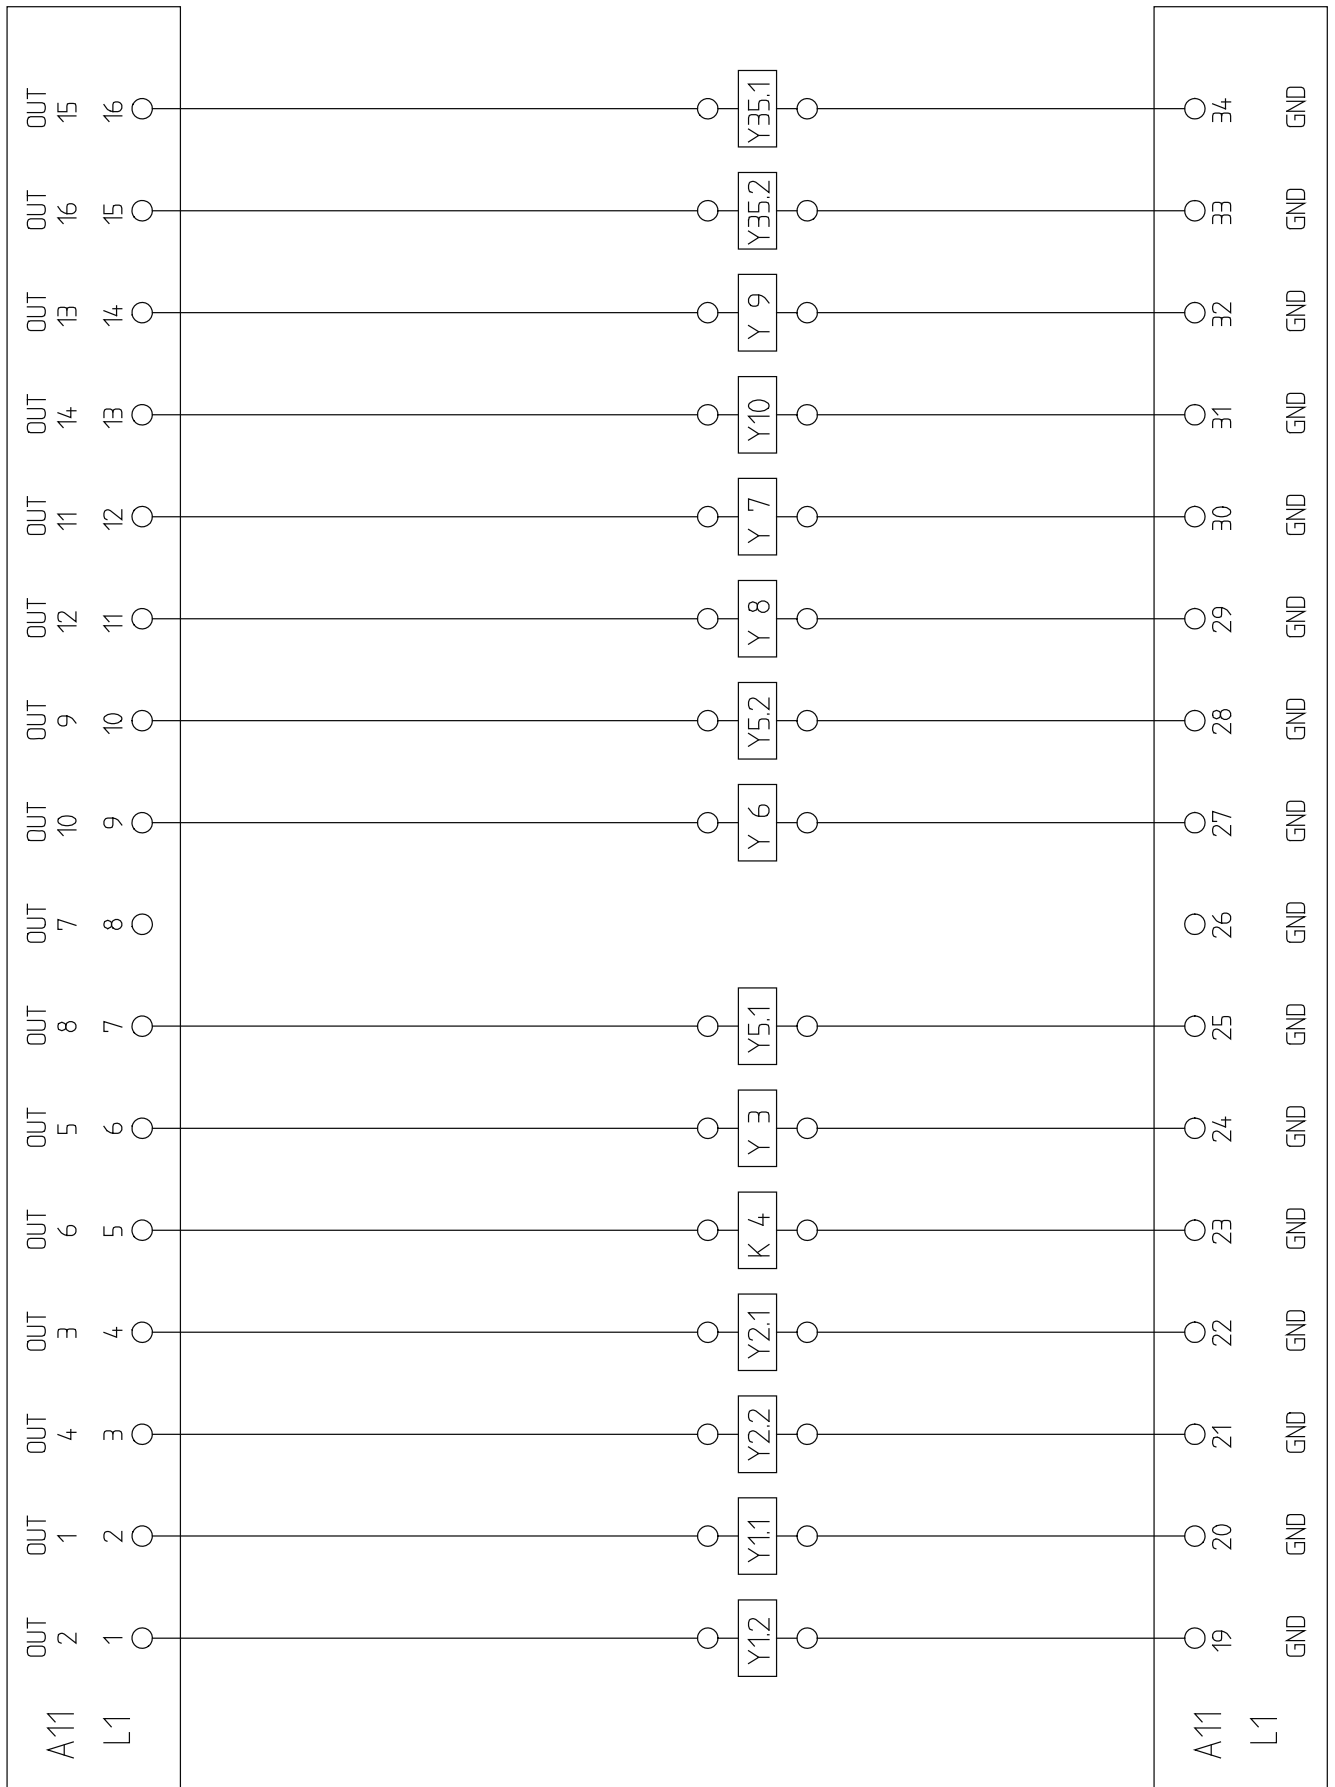 OUT OUT OUT OUT OUT OUT OUT OUT OUT OUT OUT OUT OUT OUT OUT OUT
A11 2 1 4 3 6 5 8 7 10 9 12 11 14 13 16 15
L1 1 2 3 4 5 6 7 8 9 10 11 12 13 14 15 16
Y1.2 Y1.1 Y2.2 Y2.1 K 4 Y 3 Y5.1 Y 6 Y5.2 Y 8 Y 7 Y10 Y 9 Y35.2 Y35.1
A11 19 20 21 22 23 24 25 26 27 28 29 30 31 32 33 34
L1 GND GND GND GND GND GND GND GND GND GND GND GND GND GND GND GND